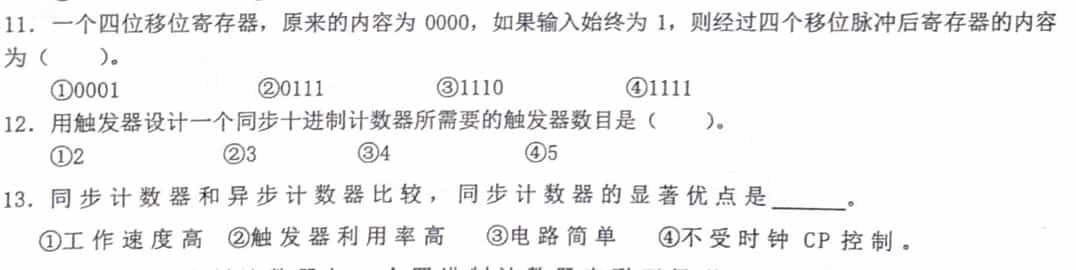 11. 一个四位移位寄存器，原来的内容为 0000，如果输入始终为 1，则经过四个移位脉冲后寄存器的内容
为（　　）。
①0001　②0111　③1110　④1111
12. 用触发器设计一个同步十进制计数器所需要的触发器数目是（　　）。
①2　②3　③4　④5
13. 同步计数器和异步计数器比较，同步计数器的显著优点是______。
①工作速度高　②触发器利用率高　③电路简单　④不受时钟 CP 控制。